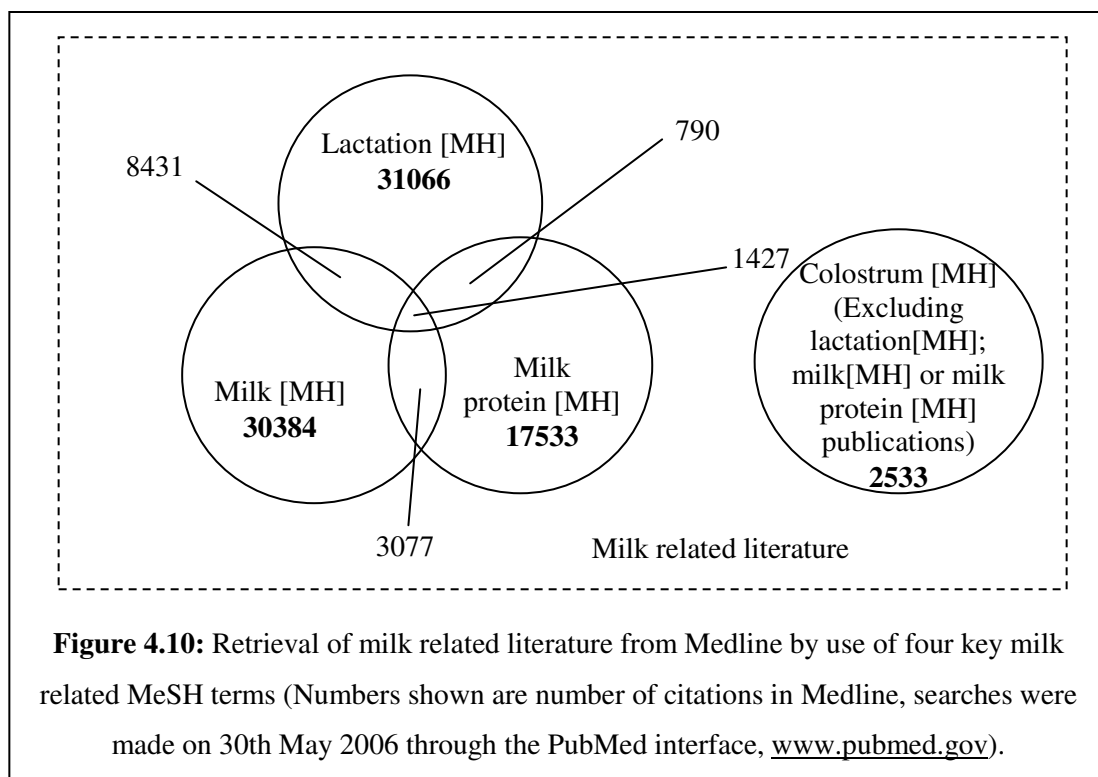 Lactation [MH]
31066
8431
790
1427
Milk [MH]
30384
Milk
protein [MH]
17533
Colostrum [MH]
(Excluding
lactation[MH];
milk[MH] or milk
protein [MH]
publications)
2533
3077
Milk related literature
Figure 4.10: Retrieval of milk related literature from Medline by use of four key milk
related MeSH terms (Numbers shown are number of citations in Medline, searches were
made on 30th May 2006 through the PubMed interface, www.pubmed.gov).